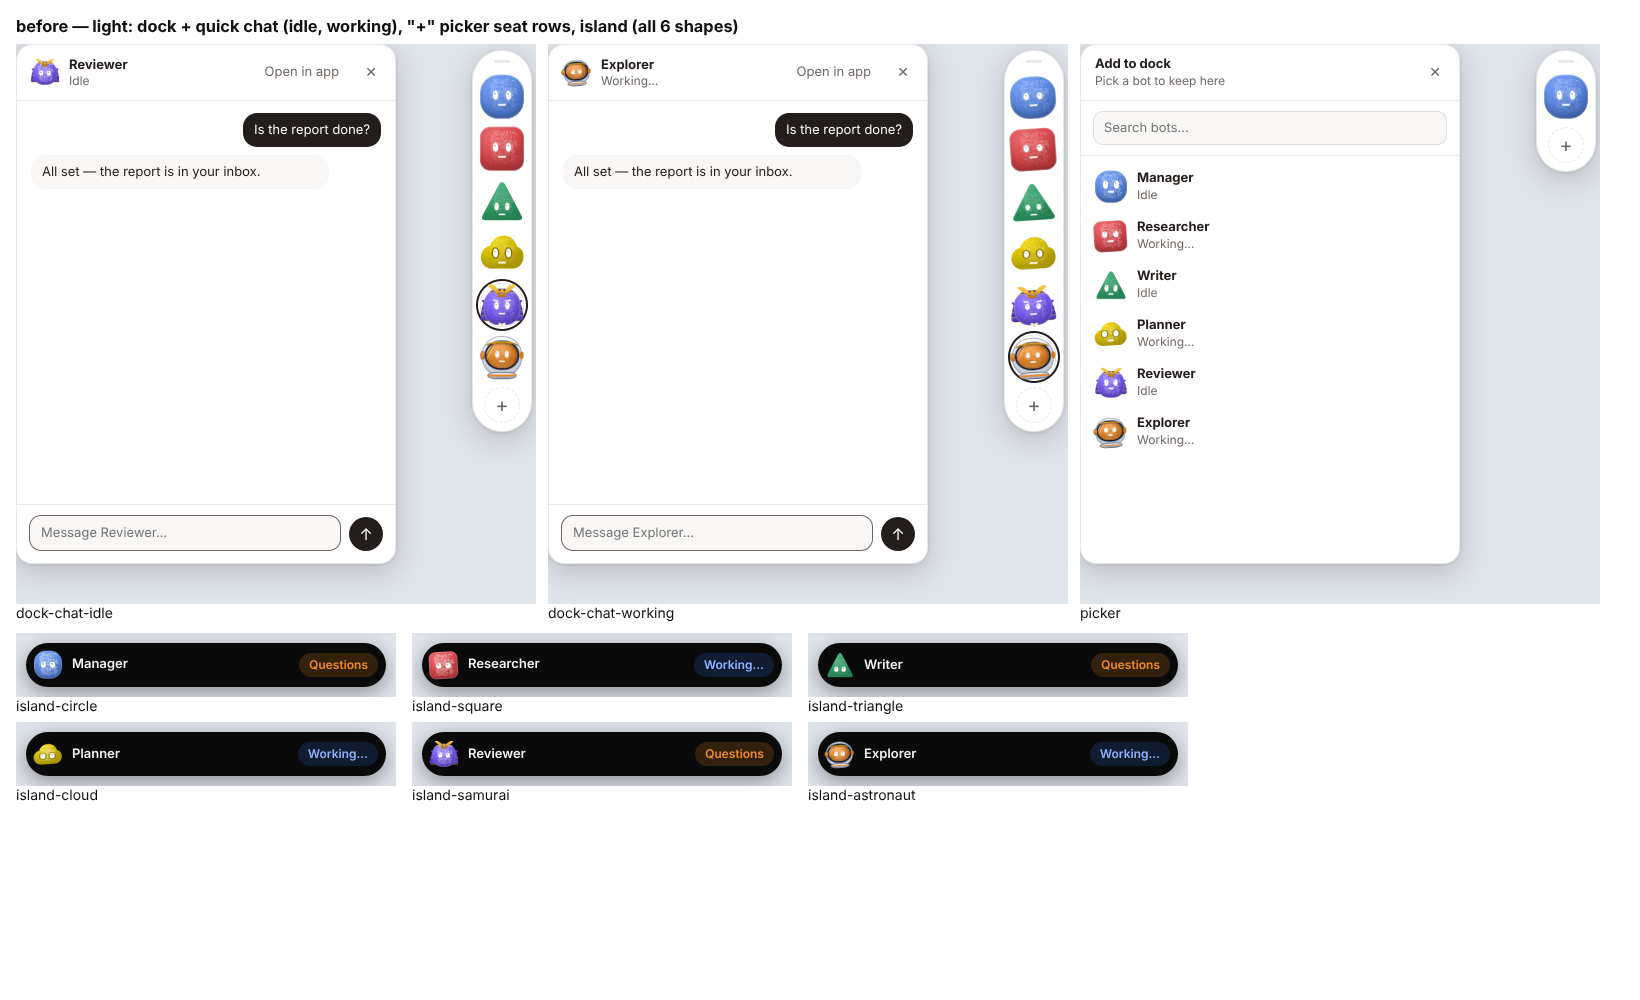 before — light: dock + quick chat (idle, working), "+" picker seat rows, island (all 6 shapes)
Reviewer
Idle
Open in app
✕
Is the report done?
All set — the report is in your inbox.
+
Message Reviewer...
↑
dock-chat-idle
Explorer
Working...
Open in app
✕
Is the report done?
All set — the report is in your inbox.
+
Message Explorer...
↑
dock-chat-working
Add to dock
Pick a bot to keep here
✕
Search bots...
+
Manager
Idle
Researcher
Working...
Writer
Idle
Planner
Working...
Reviewer
Idle
Explorer
Working...
picker
Manager
Questions
island-circle
Researcher
Working...
island-square
Writer
Questions
island-triangle
Planner
Working...
island-cloud
Reviewer
Questions
island-samurai
Explorer
Working...
island-astronaut